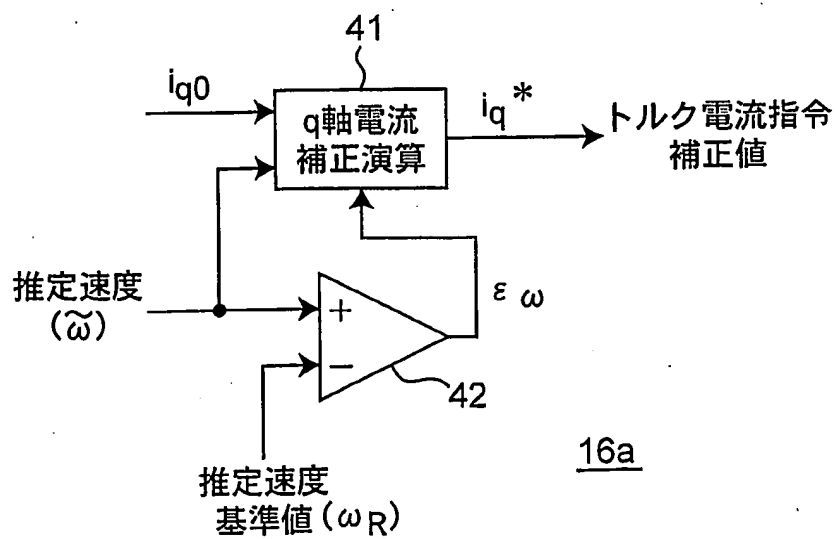 41
iq0
q軸電流
補正演算
iq*
トルク電流指令
補正値
推定速度
(ω̃)
+
−
εω
42
推定速度
基準値(ωR)
16a